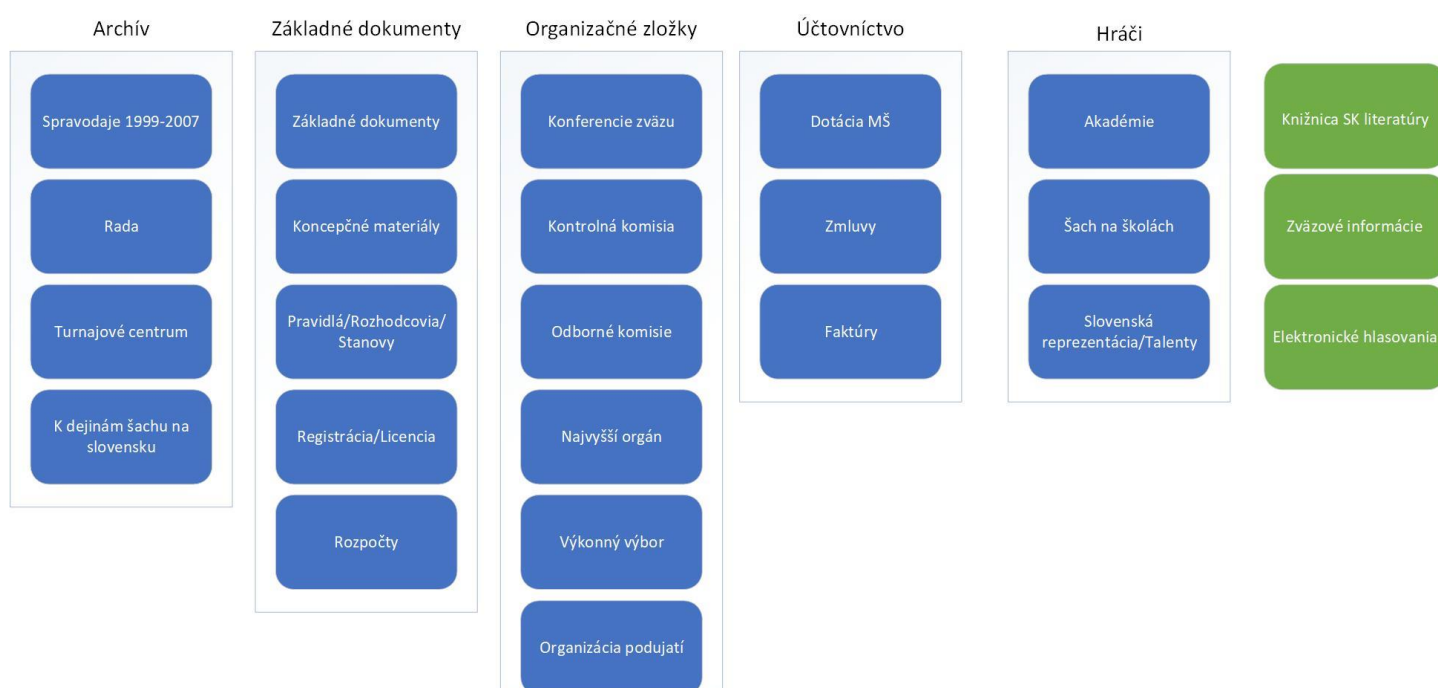 Archív
Spravodaje 1999-2007
Rada
Turnajové centrum
K dejinám šachu na
slovensku
Základné dokumenty
Základné dokumenty
Koncepčné materiály
Pravidlá/Rozhodcovia/
Stanovy
Registrácia/Licencia
Rozpočty
Organizačné zložky
Konferencie zväzu
Kontrolná komisia
Odborné komisie
Najvyšší orgán
Výkonný výbor
Organizácia podujatí
Účtovníctvo
Dotácia MŠ
Zmluvy
Faktúry
Hráči
Akadémie
Šach na školách
Slovenská
reprezentácia/Talenty
Knižnica SK literatúry
Zväzové informácie
Elektronické hlasovania